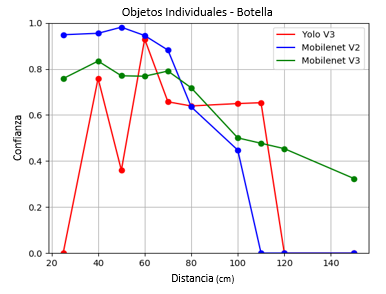 Objetos Individuales - Botella
1.0
0.8
0.6
0.4
0.2
0.0
Confianza
Yolo V3
Mobilenet V2
Mobilenet V3
20
40
60
80
100
120
140
Distancia (cm)